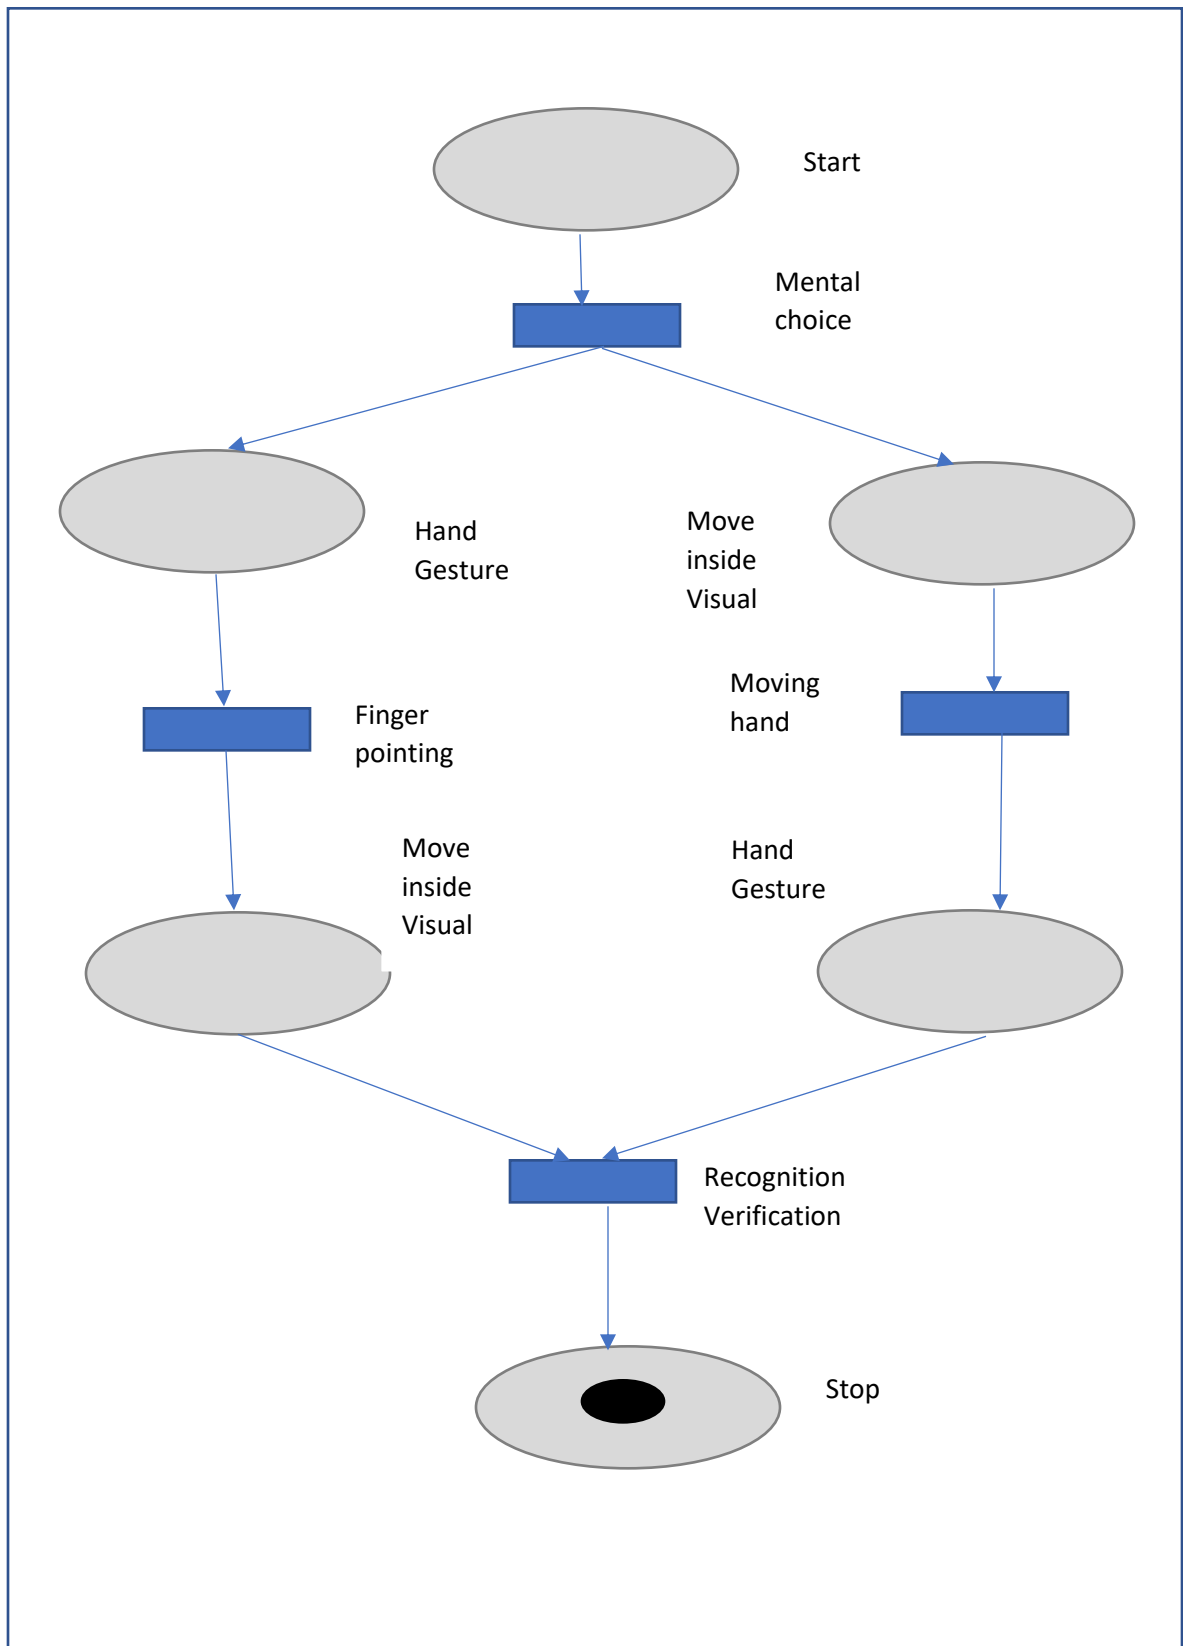 Start
Mental
choice
Hand
Gesture
Move
inside
Visual
Finger
pointing
Moving
hand
Move
inside
Visual
Hand
Gesture
Recognition
Verification
Stop